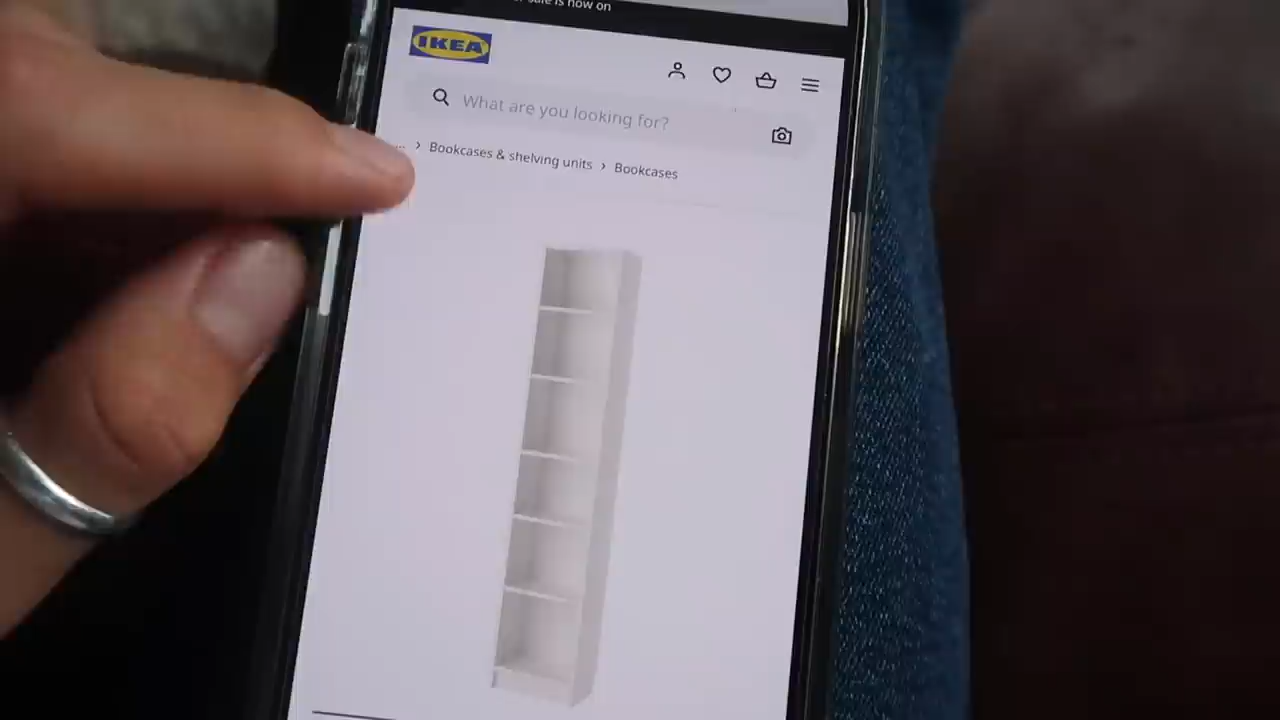 sale is now on
IKEA
What are you looking for?
... > Bookcases & shelving units > Bookcases